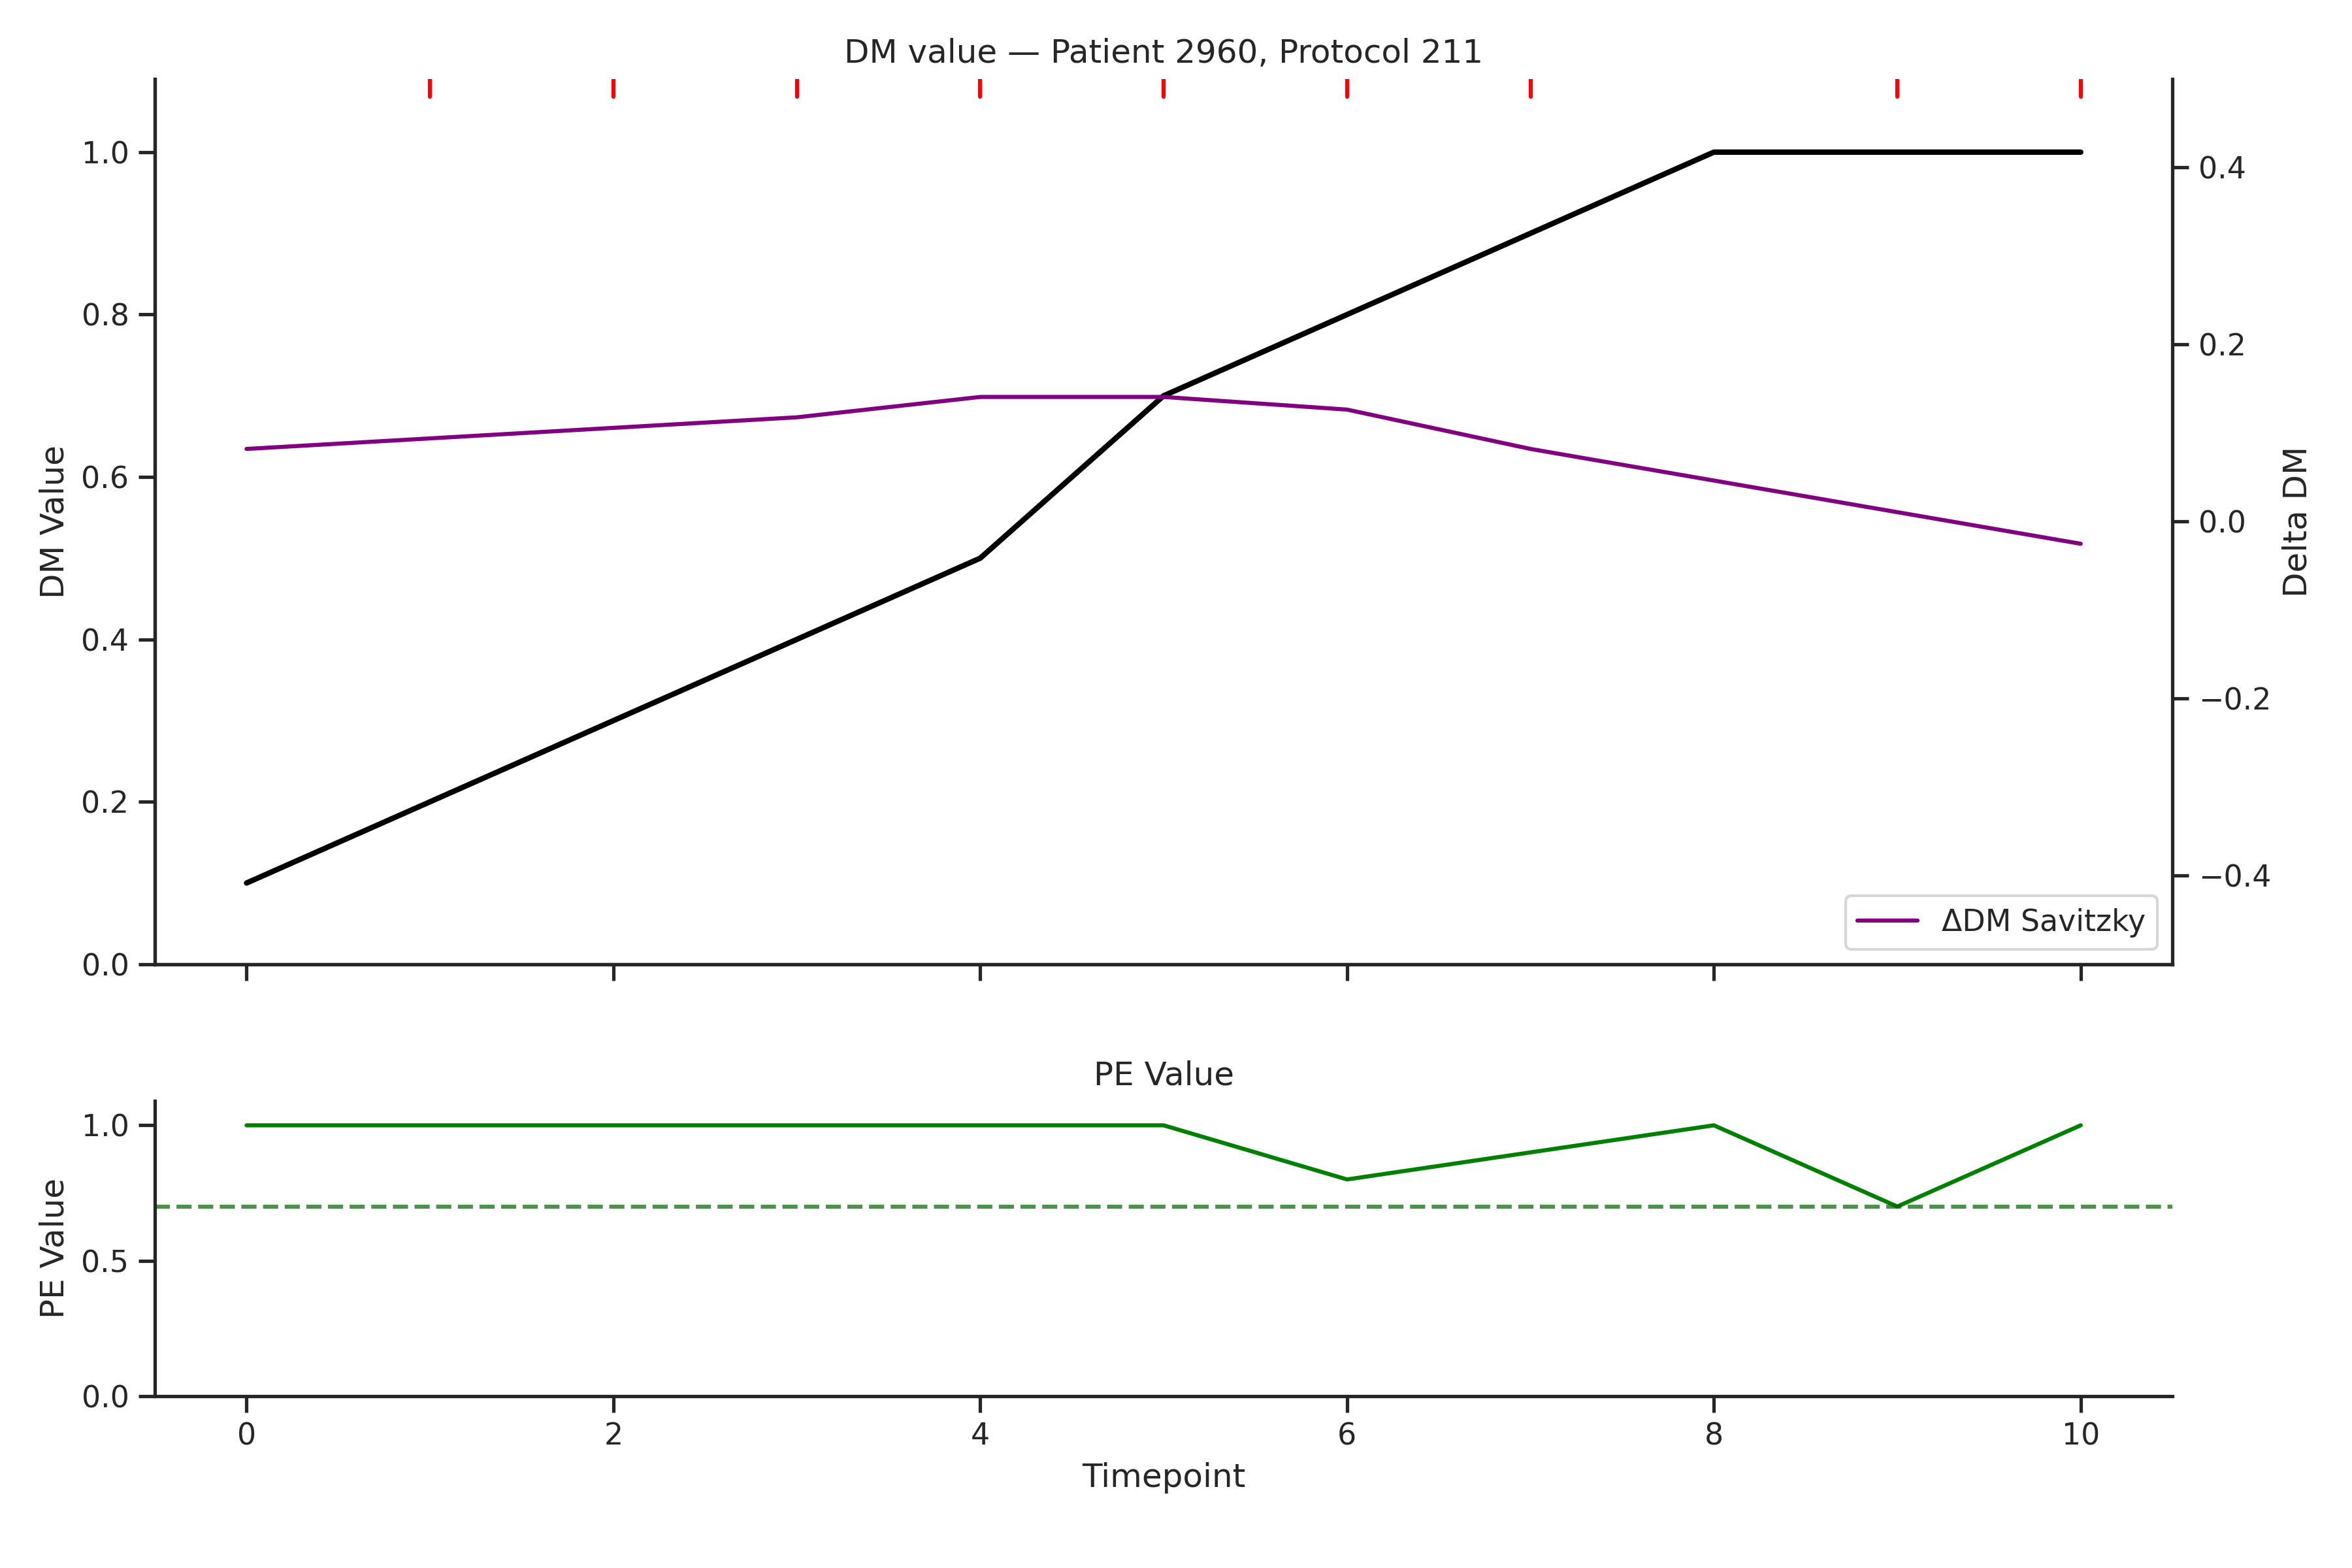 DM value — Patient 2960, Protocol 211
1.0
0.8
0.6
0.4
0.2
0.0
DM Value
0.4
0.2
0.0
−0.2
−0.4
Delta DM
ΔDM Savitzky
PE Value
1.0
0.5
0.0
PE Value
0 2 4 6 8 10
Timepoint